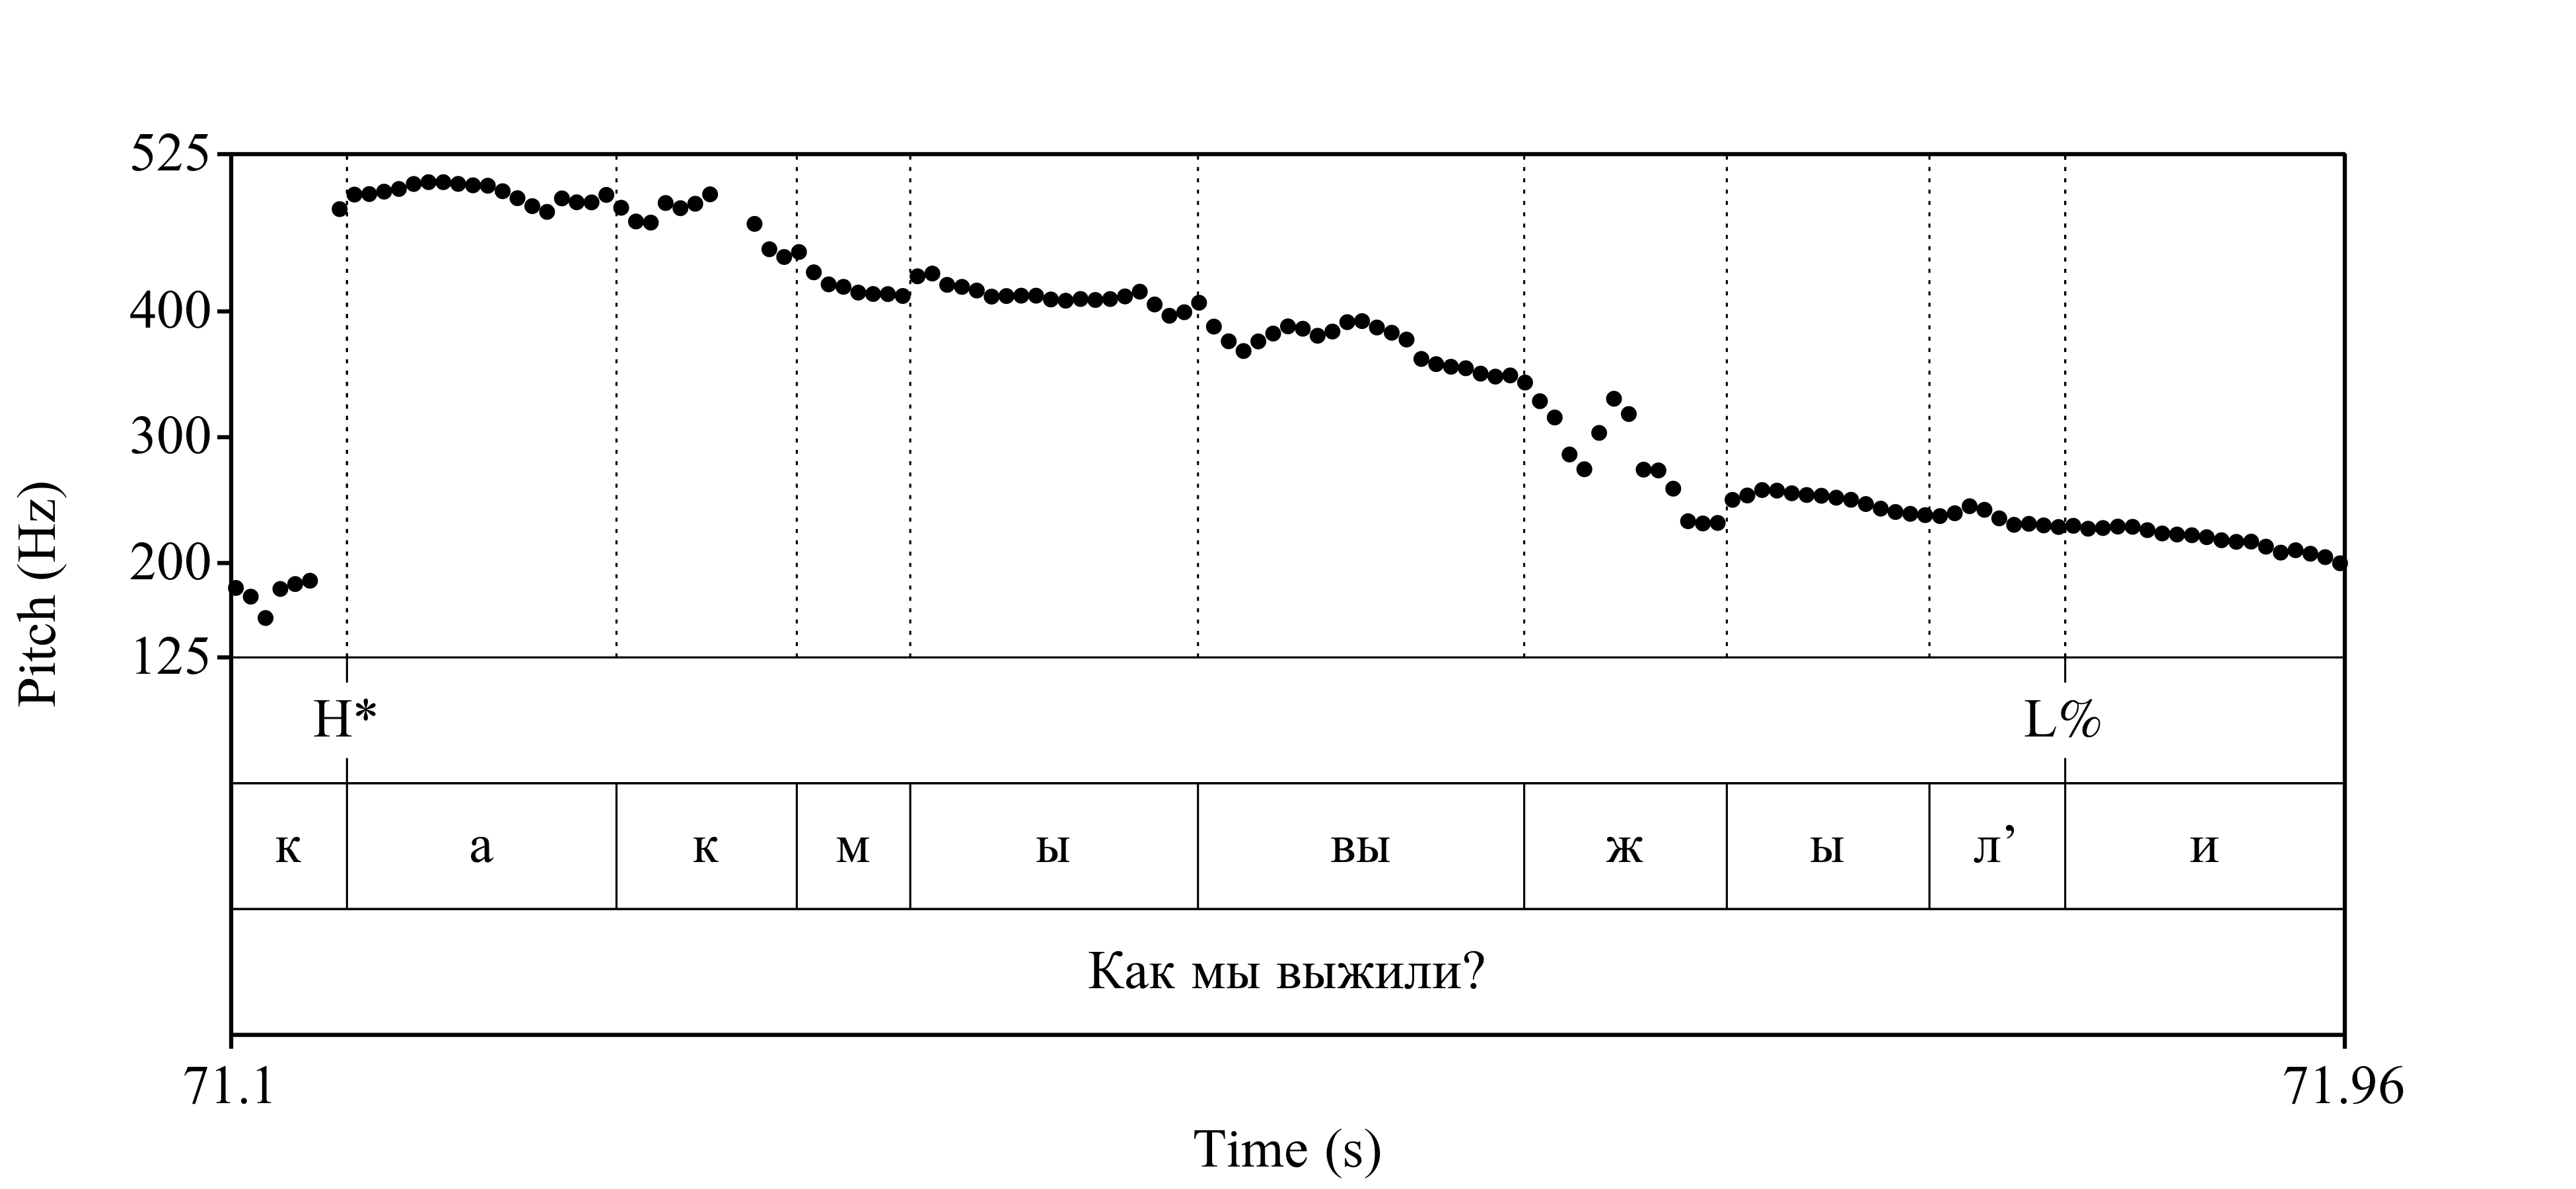 525
400
300
200
125
Pitch (Hz)
H* L%
к а к м ы вы ж ы л’ и
Как мы выжили?
71.1 71.96
Time (s)